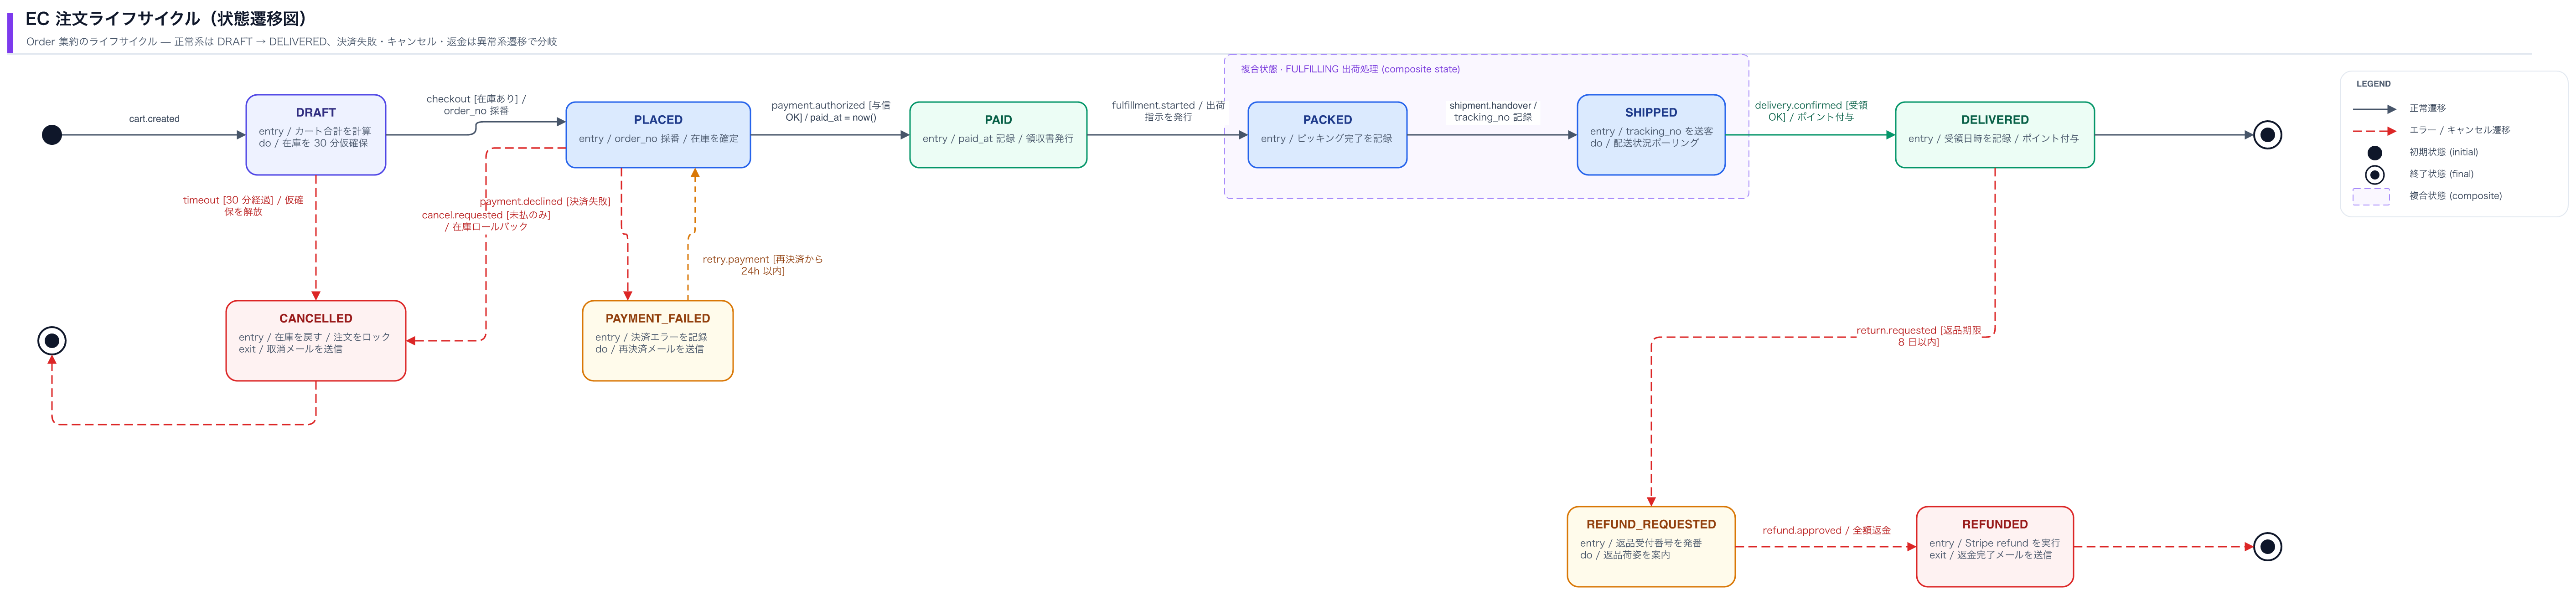 EC 注文ライフサイクル（状態遷移図）
Order 集約のライフサイクル — 正常系は DRAFT → DELIVERED、決済失敗・キャンセル・返金は異常系遷移で分岐
cart.created
DRAFT
entry / カート合計を計算
do / 在庫を 30 分仮確保
checkout [在庫あり] /
order_no 採番
PLACED
entry / order_no 採番 / 在庫を確定
payment.authorized [与信
OK] / paid_at = now()
PAID
entry / paid_at 記録 / 領収書発行
fulfillment.started / 出荷
指示を発行
複合状態 · FULFILLING 出荷処理 (composite state)
PACKED
entry / ピッキング完了を記録
shipment.handover /
tracking_no 記録
SHIPPED
entry / tracking_no を送客
do / 配送状況ポーリング
delivery.confirmed [受領
OK] / ポイント付与
DELIVERED
entry / 受領日時を記録 / ポイント付与
LEGEND
正常遷移
エラー / キャンセル遷移
初期状態 (initial)
終了状態 (final)
複合状態 (composite)
timeout [30 分経過] / 仮確
保を解放
payment.declined [決済失敗]
cancel.requested [未払のみ]
/ 在庫ロールバック
retry.payment [再決済から
24h 以内]
CANCELLED
entry / 在庫を戻す / 注文をロック
exit / 取消メールを送信
PAYMENT_FAILED
entry / 決済エラーを記録
do / 再決済メールを送信
return.requested [返品期限
8 日以内]
REFUND_REQUESTED
entry / 返品受付番号を発番
do / 返品荷姿を案内
refund.approved / 全額返金
REFUNDED
entry / Stripe refund を実行
exit / 返金完了メールを送信